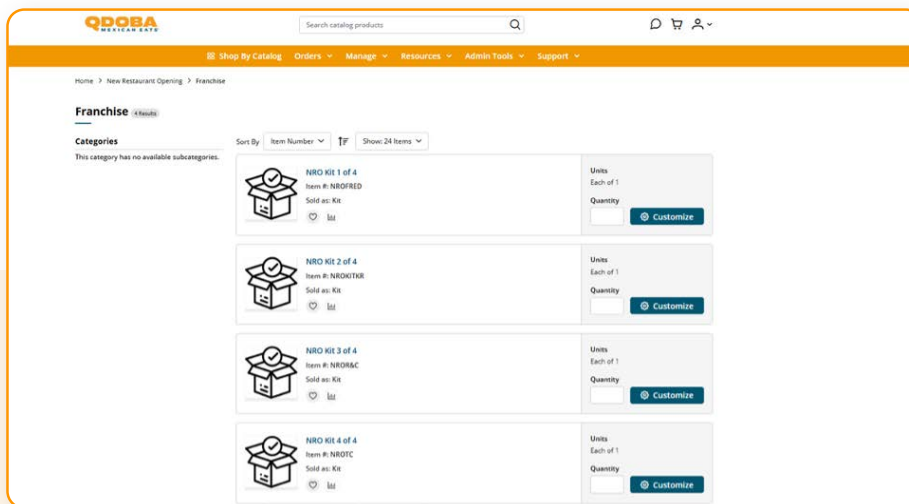 QDOBA
MEXICAN EATS
Search catalog products
Shop By Catalog Orders Manage Resources Admin Tools Support
Home > New Restaurant Opening > Franchise
Franchise 4 Results
Categories
This category has no available subcategories.
Sort By Item Number Show: 24 Items
NRO Kit 1 of 4
Item #: NROFRED
Sold as: Kit
Units
Each of 1
Quantity
Customize
NRO Kit 2 of 4
Item #: NROKITKR
Sold as: Kit
Units
Each of 1
Quantity
Customize
NRO Kit 3 of 4
Item #: NROR&C
Sold as: Kit
Units
Each of 1
Quantity
Customize
NRO Kit 4 of 4
Item #: NROTC
Sold as: Kit
Units
Each of 1
Quantity
Customize